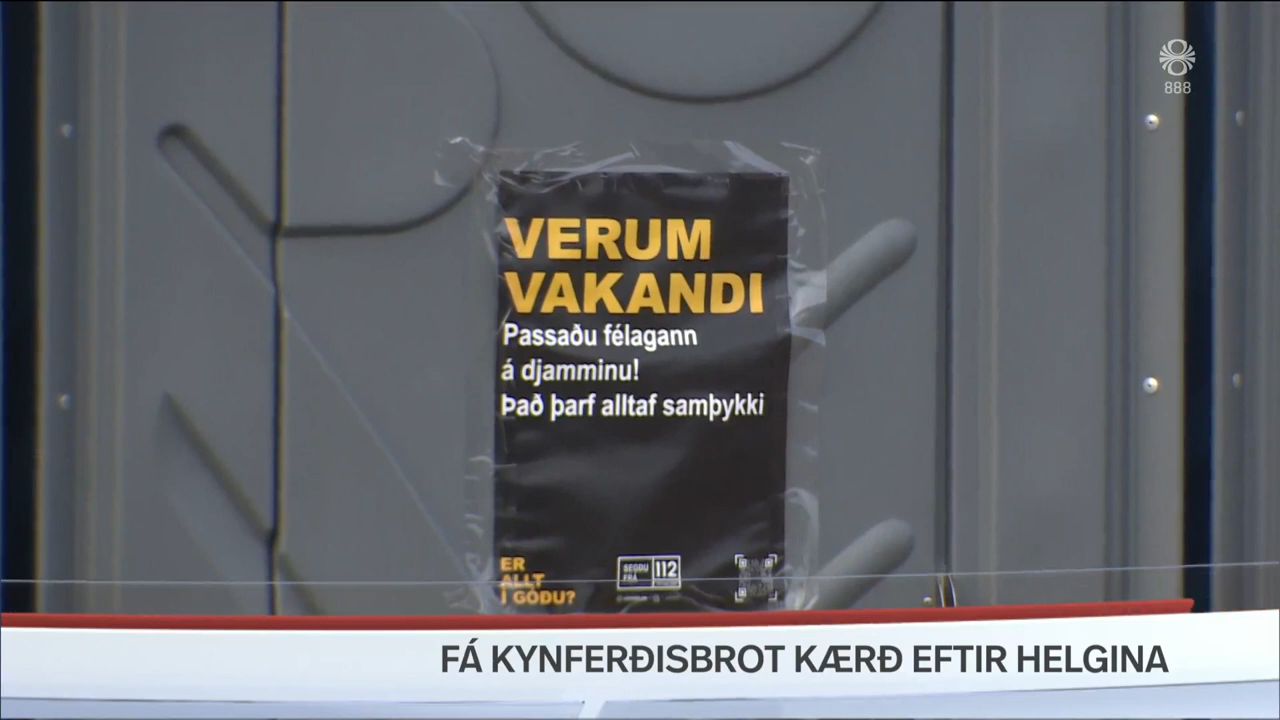 888
VERUM
VAKANDI
Passaðu félagann
á djamminu!
Það þarf alltaf samþykki
ER
ALLT
Í GÓÐU?
SEGÐU
FRÁ
112
FÁ KYNFERÐISBROT KÆRÐ EFTIR HELGINA